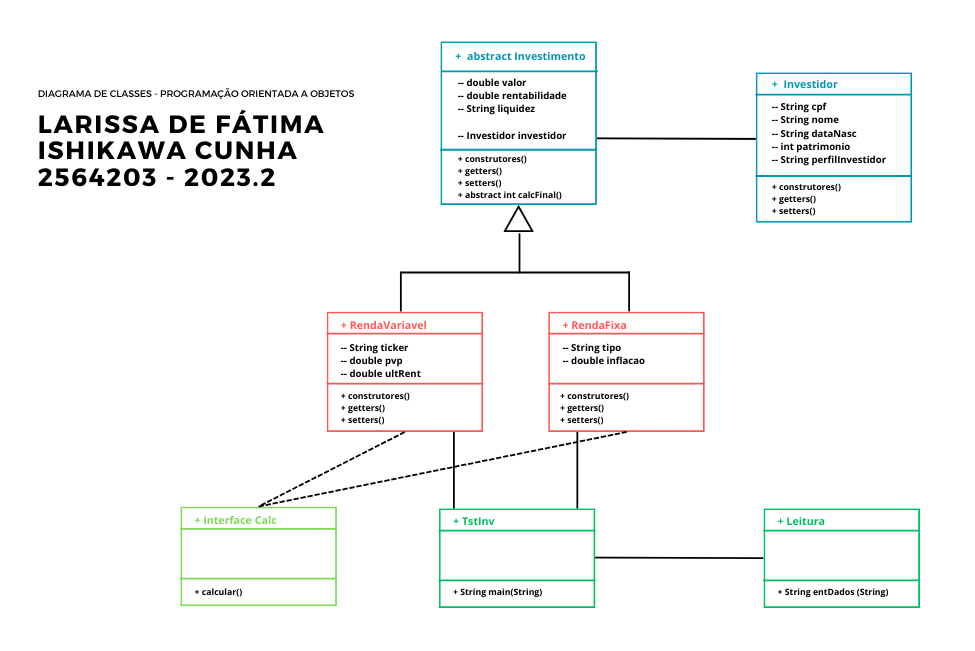 DIAGRAMA DE CLASSES - PROGRAMAÇÃO ORIENTADA A OBJETOS
LARISSA DE FÁTIMA
ISHIKAWA CUNHA
2564203 - 2023.2
+ abstract Investimento
-- double valor
-- double rentabilidade
-- String liquidez
-- Investidor investidor
+ construtores()
+ getters()
+ setters()
+ abstract int calcFinal()
+ Investidor
-- String cpf
-- String nome
-- String dataNasc
-- int patrimonio
-- String perfilInvestidor
+ construtores()
+ getters()
+ setters()
+ RendaVariavel
-- String ticker
-- double pvp
-- double ultRent
+ construtores()
+ getters()
+ setters()
+ RendaFixa
-- String tipo
-- double inflacao
+ construtores()
+ getters()
+ setters()
+ interface Calc
+ calcular()
+ TstInv
+ String main(String)
+ Leitura
+ String entDados (String)